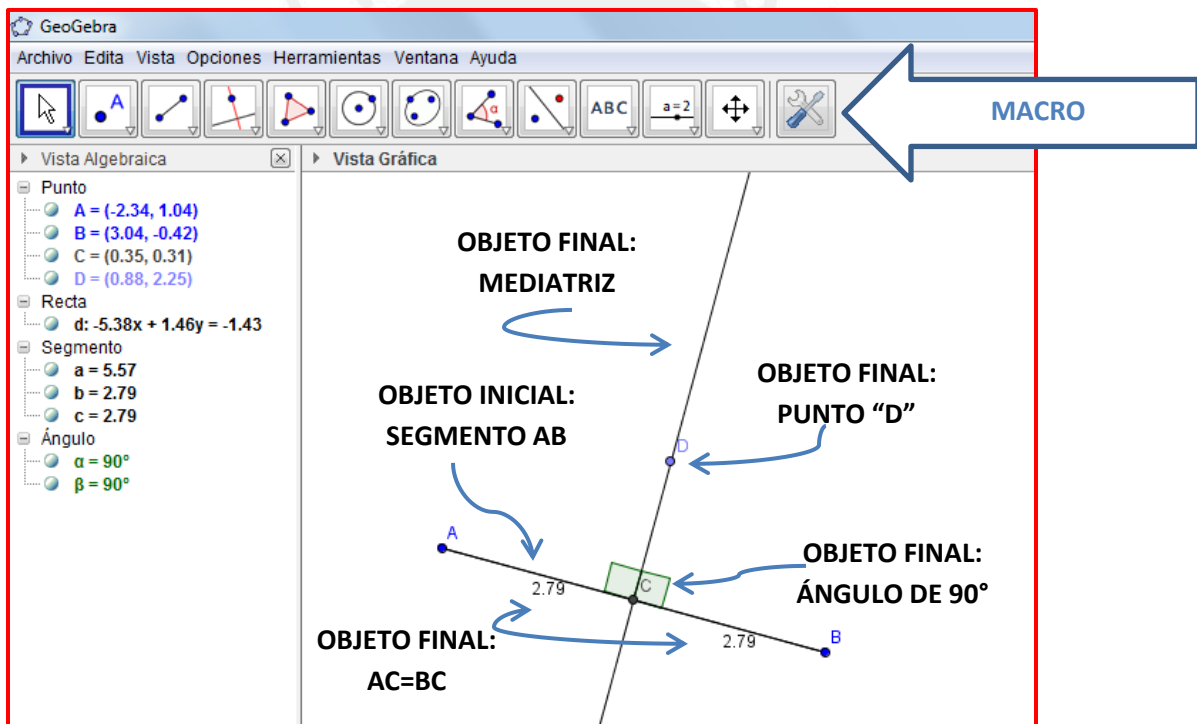 GeoGebra
Archivo Edita Vista Opciones Herramientas Ventana Ayuda
A
α
ABC
a=2
MACRO
Vista Algebraica
Vista Gráfica
Punto
A = (-2.34, 1.04)
B = (3.04, -0.42)
C = (0.35, 0.31)
D = (0.88, 2.25)
Recta
d: -5.38x + 1.46y = -1.43
Segmento
a = 5.57
b = 2.79
c = 2.79
Ángulo
α = 90°
β = 90°
OBJETO FINAL:
MEDIATRIZ
OBJETO INICIAL:
SEGMENTO AB
OBJETO FINAL:
PUNTO “D”
D
A
C
2.79
OBJETO FINAL:
ÁNGULO DE 90°
B
2.79
OBJETO FINAL:
AC=BC